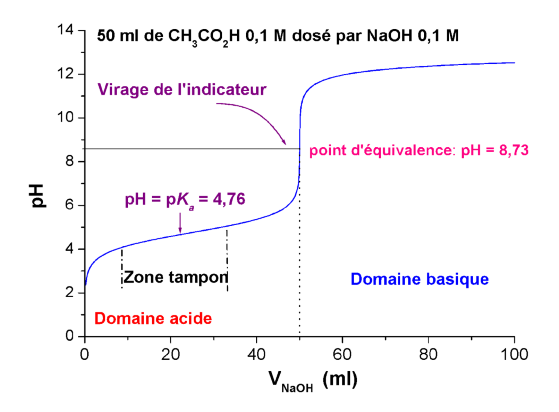 50 ml de CH₃CO₂H 0,1 M dosé par NaOH 0,1 M
14
12
10
8
6
4
2
0
pH
Virage de l'indicateur
point d'équivalence: pH = 8,73
pH = pKₐ = 4,76
Zone tampon
Domaine basique
Domaine acide
0 20 40 60 80 100
V_NaOH (ml)